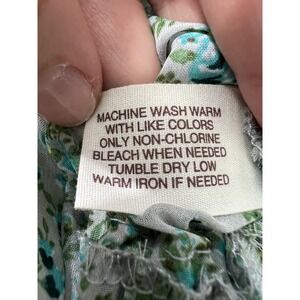 MACHINE WASH WARM
WITH LIKE COLORS
ONLY NON-CHLORINE
BLEACH WHEN NEEDED
TUMBLE DRY LOW
WARM IRON IF NEEDED